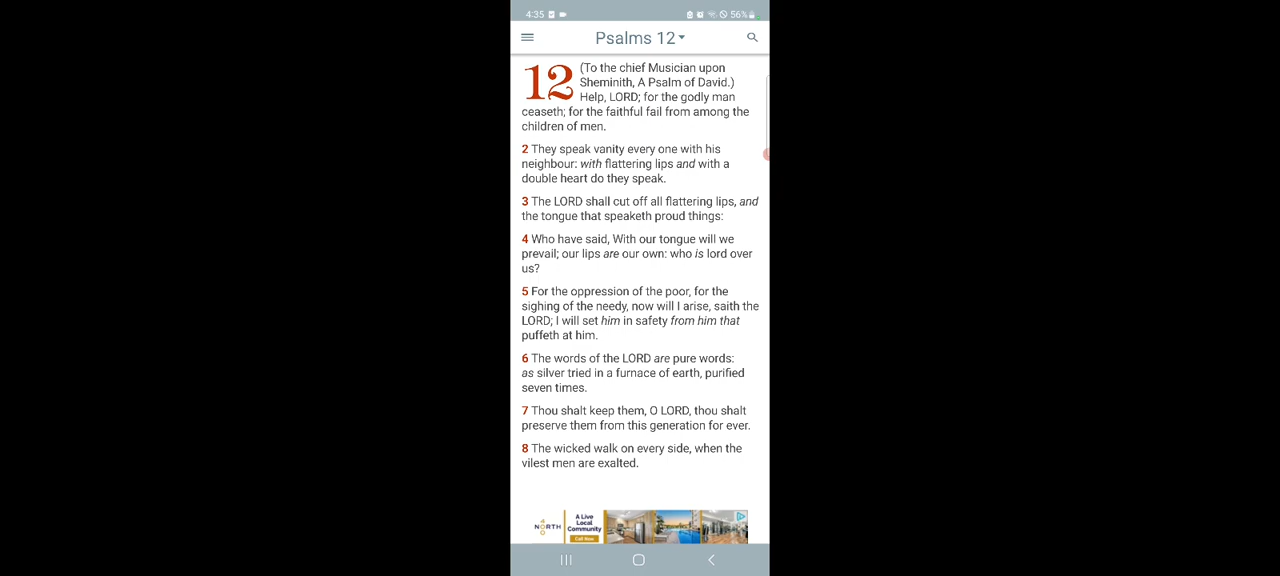 4:35
56%
Psalms 12
12 (To the chief Musician upon
Sheminith, A Psalm of David.)
Help, LORD; for the godly man
ceaseth; for the faithful fail from among the
children of men.
2 They speak vanity every one with his
neighbour: with flattering lips and with a
double heart do they speak.
3 The LORD shall cut off all flattering lips, and
the tongue that speaketh proud things:
4 Who have said, With our tongue will we
prevail; our lips are our own: who is lord over
us?
5 For the oppression of the poor, for the
sighing of the needy, now will I arise, saith the
LORD; I will set him in safety from him that
puffeth at him.
6 The words of the LORD are pure words:
as silver tried in a furnace of earth, purified
seven times.
7 Thou shalt keep them, O LORD, thou shalt
preserve them from this generation for ever.
8 The wicked walk on every side, when the
vilest men are exalted.
NORTH
A Live
Local
Community
Call Now